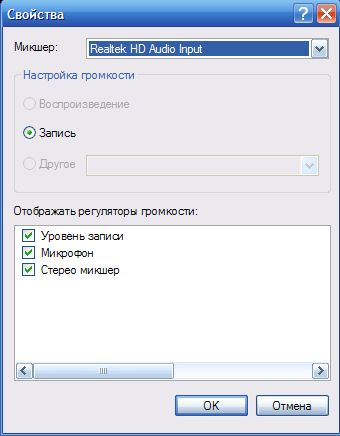 Свойства
Микшер: Realtek HD Audio Input
Настройка громкости
Воспроизведение
Запись
Другое
Отображать регуляторы громкости:
Уровень записи
Микрофон
Стерео микшер
OK Отмена